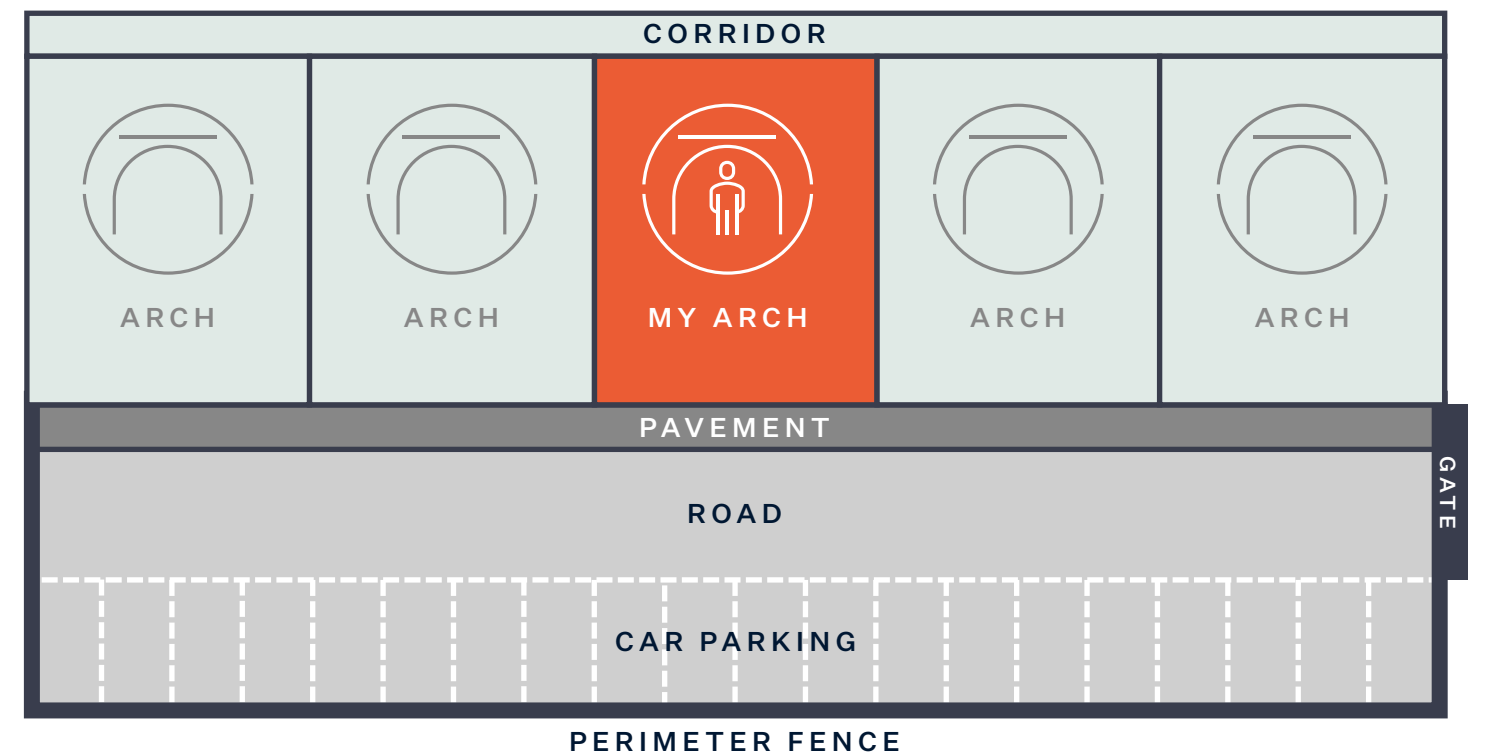 CORRIDOR
ARCH
ARCH
MY ARCH
ARCH
ARCH
PAVEMENT
GATE
ROAD
CAR PARKING
PERIMETER FENCE